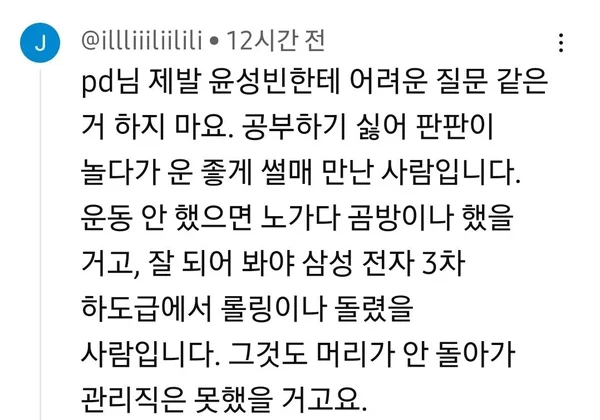 J @illliiiliilili • 12시간 전
pd님 제발 윤성빈한테 어려운 질문 같은
거 하지 마요. 공부하기 싫어 판판이
놀다가 운 좋게 썰매 만난 사람입니다.
운동 안 했으면 노가다 곰방이나 했을
거고, 잘 되어 봐야 삼성 전자 3차
하도급에서 롤링이나 돌렸을
사람입니다. 그것도 머리가 안 돌아가
관리직은 못했을 거고요.